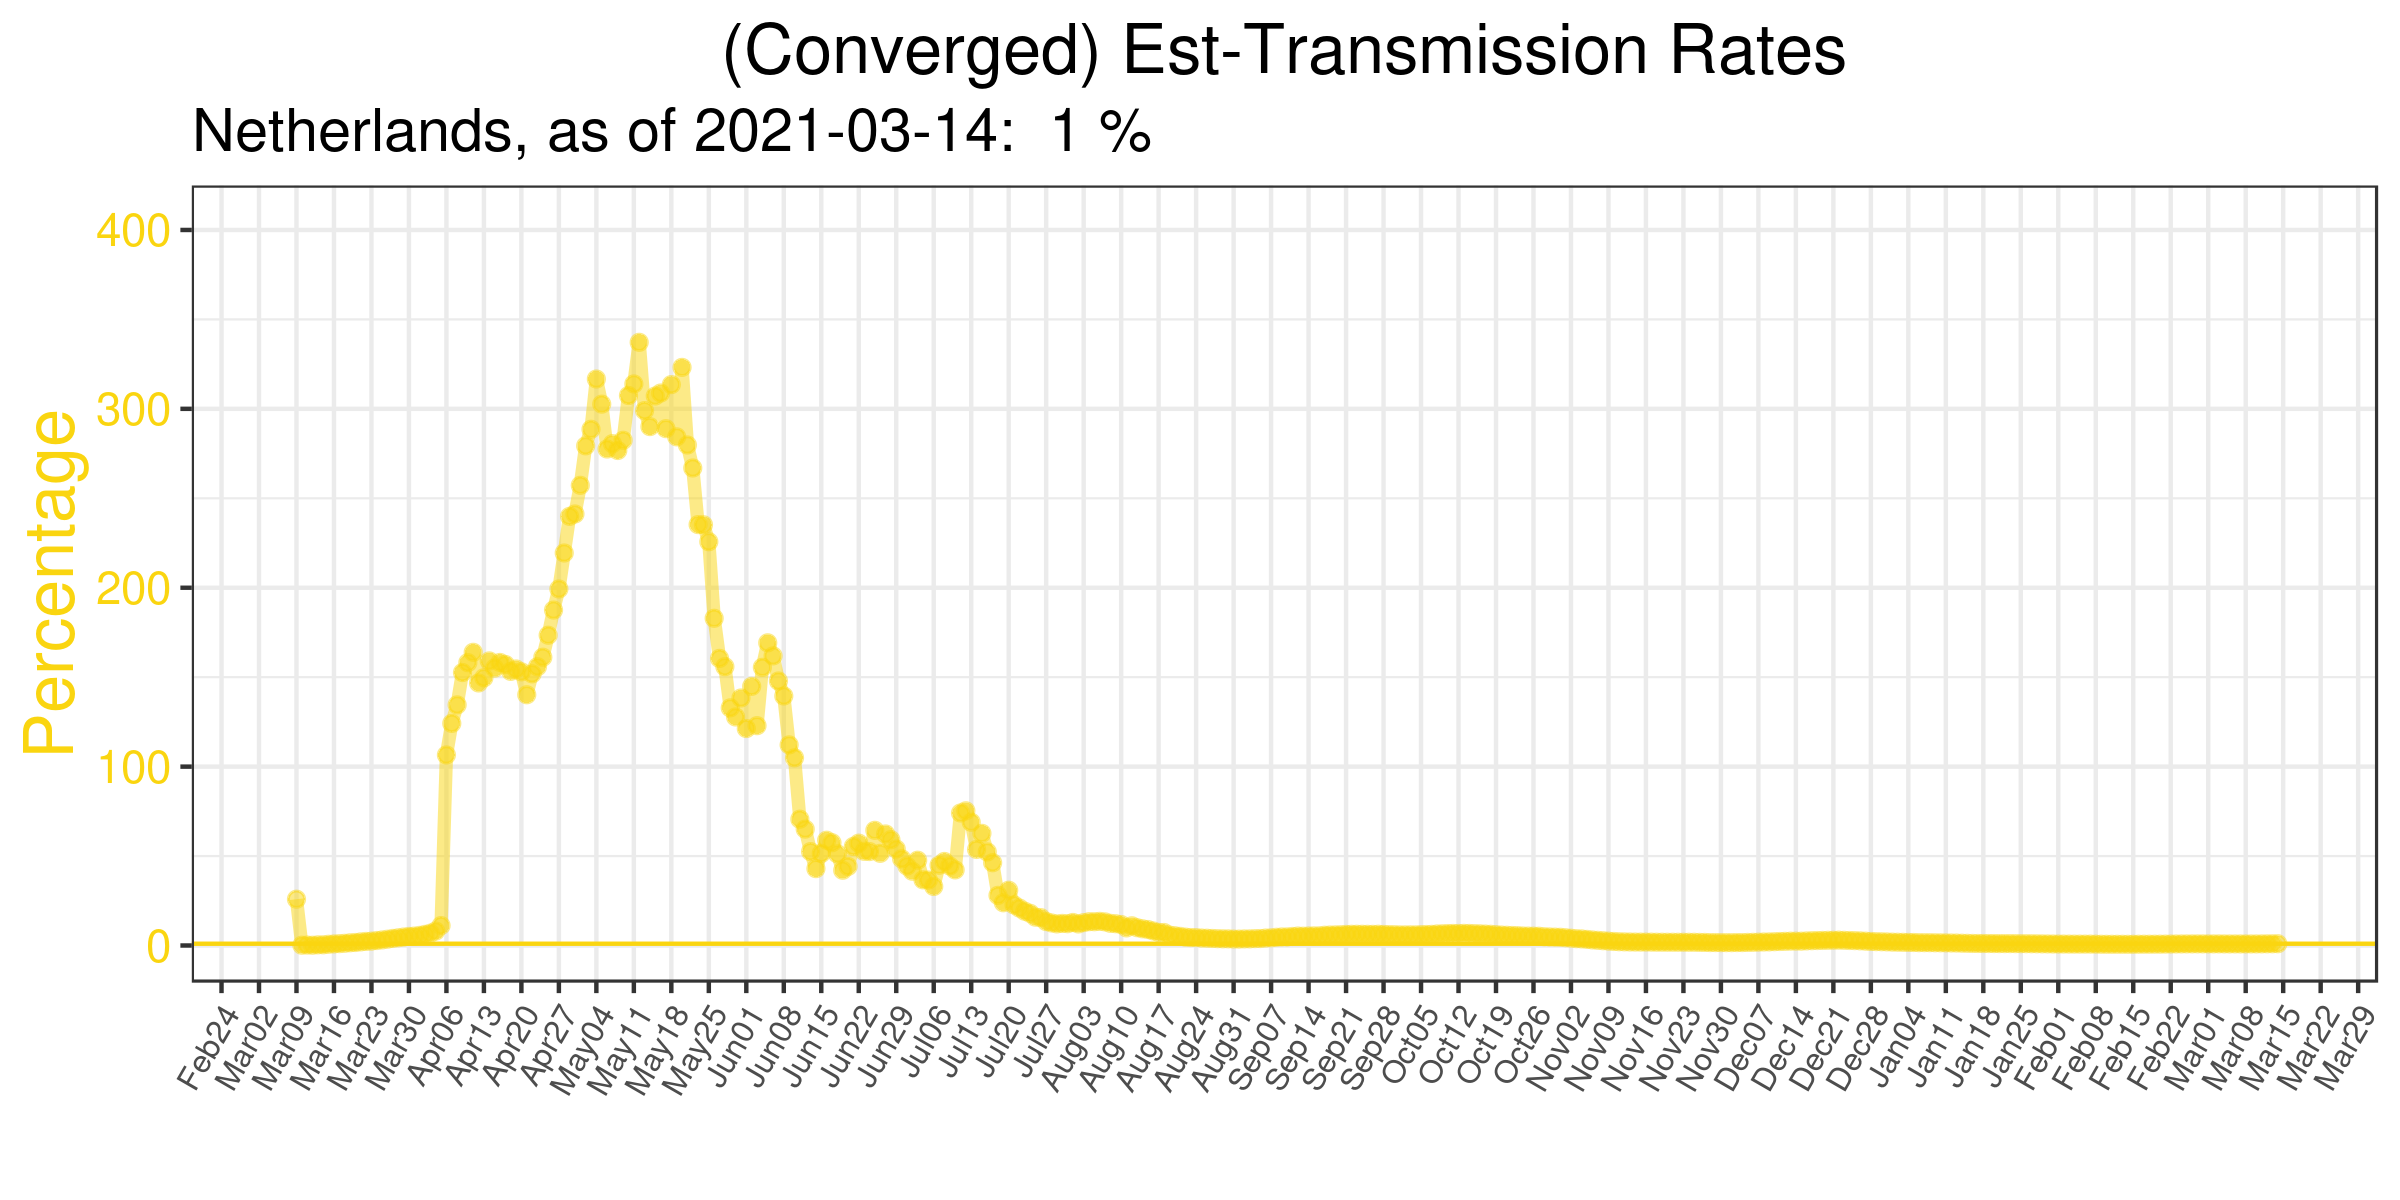 (Converged) Est-Transmission Rates
Netherlands, as of 2021-03-14:  1 %
Percentage
400
300
200
100
0
Feb24
Mar02
Mar09
Mar16
Mar23
Mar30
Apr06
Apr13
Apr20
Apr27
May04
May11
May18
May25
Jun01
Jun08
Jun15
Jun22
Jun29
Jul06
Jul13
Jul20
Jul27
Aug03
Aug10
Aug17
Aug24
Aug31
Sep07
Sep14
Sep21
Sep28
Oct05
Oct12
Oct19
Oct26
Nov02
Nov09
Nov16
Nov23
Nov30
Dec07
Dec14
Dec21
Dec28
Jan04
Jan11
Jan18
Jan25
Feb01
Feb08
Feb15
Feb22
Mar01
Mar08
Mar15
Mar22
Mar29